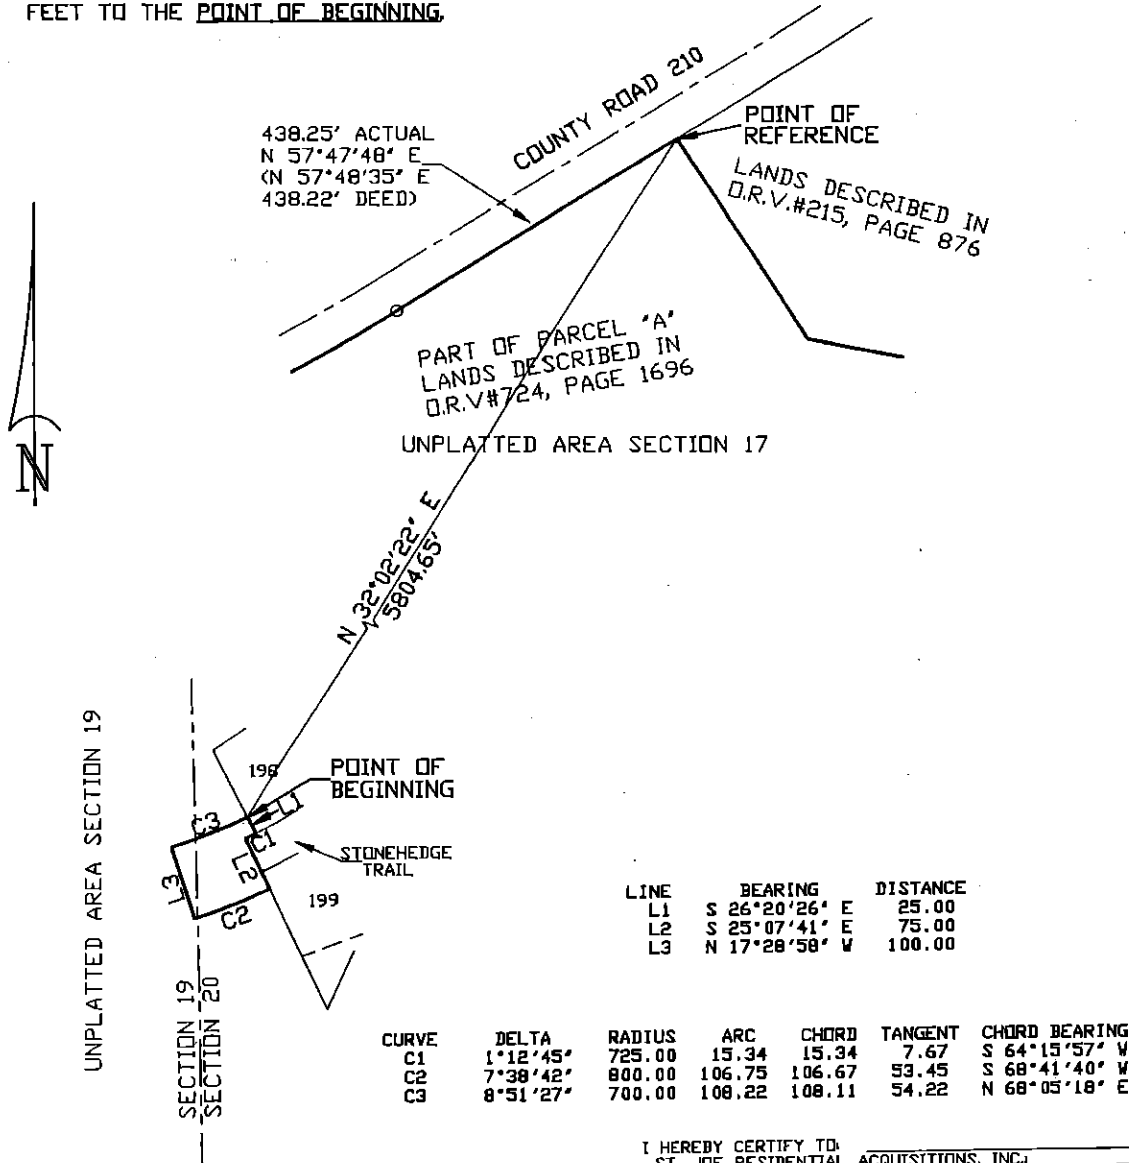 FEET TO THE POINT OF BEGINNING.
COUNTY ROAD 210
438.25' ACTUAL
N 57°47'48" E
(N 57°48'35" E
438.22' DEED)
POINT OF
REFERENCE
LANDS DESCRIBED IN
O.R.V.#215, PAGE 876
PART OF PARCEL "A"
LANDS DESCRIBED IN
O.R.V#724, PAGE 1696
UNPLATTED AREA SECTION 17
N
N 32°02'22" E
5804.65'
UNPLATTED AREA SECTION 19
198
POINT OF
BEGINNING
L1
C3
C1
L2
STONEHEDGE
TRAIL
L3
C2
199
SECTION 19
SECTION 20
LINE BEARING DISTANCE
L1 S 26°20'26" E 25.00
L2 S 25°07'41" E 75.00
L3 N 17°28'58" W 100.00
CURVE DELTA RADIUS ARC CHORD TANGENT CHORD BEARING
C1 1°12'45" 725.00 15.34 15.34 7.67 S 64°15'57" W
C2 7°38'42" 800.00 106.75 106.67 53.45 S 68°41'40" W
C3 8°51'27" 700.00 108.22 108.11 54.22 N 68°05'18" E
I HEREBY CERTIFY TO:
ST. JOE RESIDENTIAL ACQUISITIONS, INC.